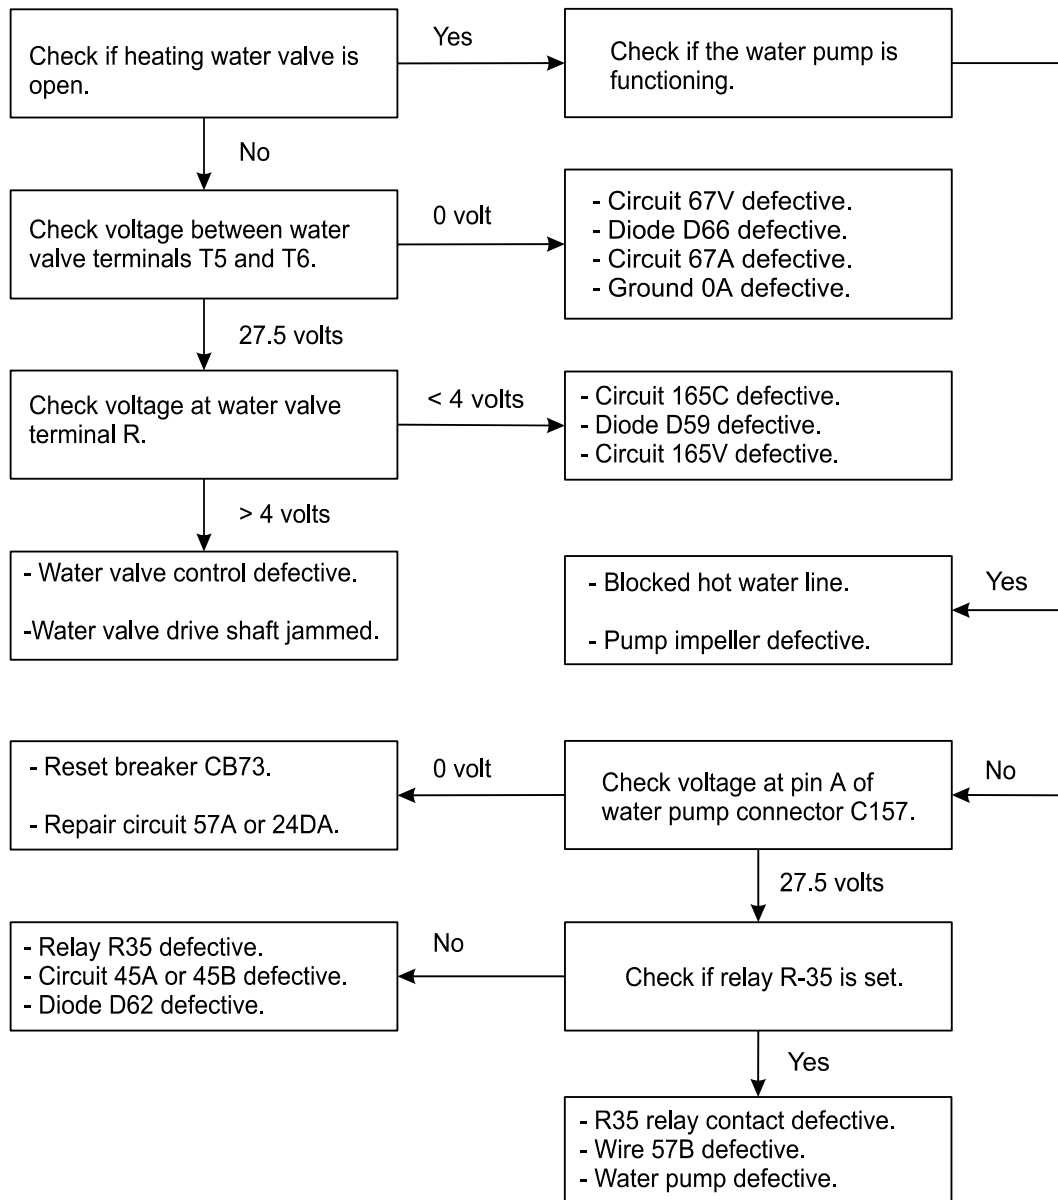 Check if heating water valve is
open.
Yes
Check if the water pump is
functioning.
No
Check voltage between water
valve terminals T5 and T6.
0 volt
- Circuit 67V defective.
- Diode D66 defective.
- Circuit 67A defective.
- Ground 0A defective.
27.5 volts
Check voltage at water valve
terminal R.
< 4 volts
- Circuit 165C defective.
- Diode D59 defective.
- Circuit 165V defective.
> 4 volts
- Water valve control defective.
-Water valve drive shaft jammed.
- Blocked hot water line.
- Pump impeller defective.
Yes
- Reset breaker CB73.
- Repair circuit 57A or 24DA.
0 volt
Check voltage at pin A of
water pump connector C157.
No
27.5 volts
- Relay R35 defective.
- Circuit 45A or 45B defective.
- Diode D62 defective.
No
Check if relay R-35 is set.
Yes
- R35 relay contact defective.
- Wire 57B defective.
- Water pump defective.